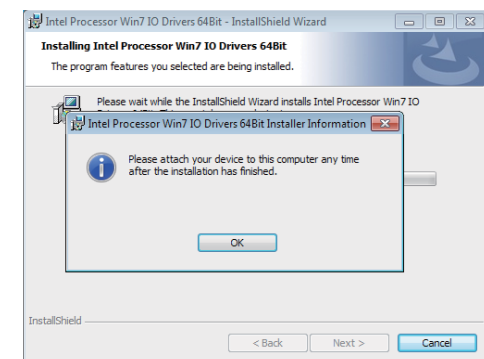 Intel Processor Win7 IO Drivers 64Bit - InstallShield Wizard
Installing Intel Processor Win7 IO Drivers 64Bit
The program features you selected are being installed.
Please wait while the InstallShield Wizard installs Intel Processor Win7 IO
Intel Processor Win7 IO Drivers 64Bit Installer Information
Please attach your device to this computer any time
after the installation has finished.
OK
InstallShield
< Back Next > Cancel